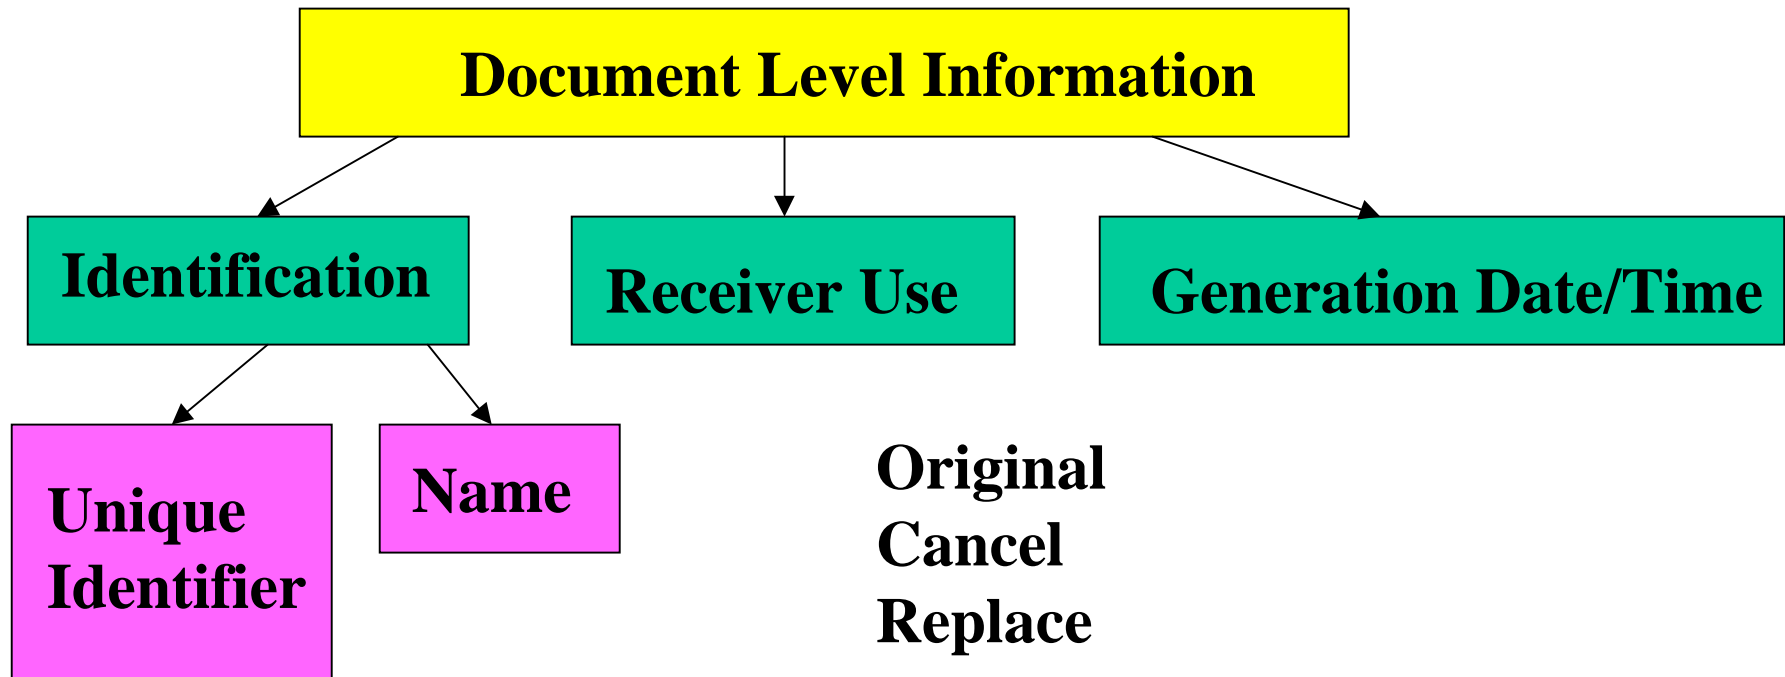 Document Level Information
Identification
Receiver Use
Generation Date/Time
Unique
Identifier
Name
Original
Cancel
Replace